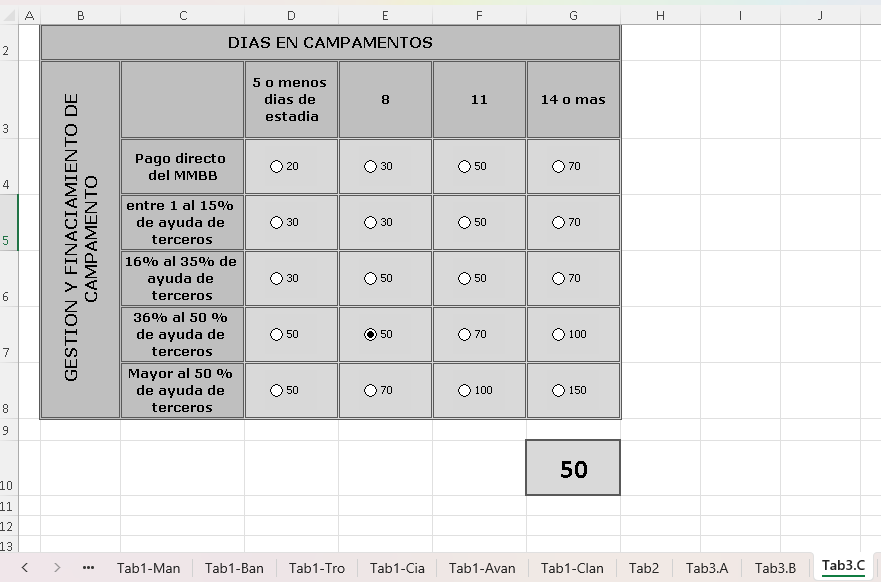 A B C D E F G H I J
2 DIAS EN CAMPAMENTOS
GESTION Y FINACIAMIENTO DE
CAMPAMENTO
3 5 o menos
dias de
estadia
8 11 14 o mas
4 Pago directo
del MMBB
20 30 50 70
5 entre 1 al 15%
de ayuda de
terceros
30 30 50 70
6 16% al 35% de
ayuda de
terceros
30 50 50 70
7 36% al 50 %
de ayuda de
terceros
50 50 70 100
8 Mayor al 50 %
de ayuda de
terceros
50 70 100 150
9
10 50
11
12
13
Tab1-Man Tab1-Ban Tab1-Tro Tab1-Cia Tab1-Avan Tab1-Clan Tab2 Tab3.A Tab3.B Tab3.C